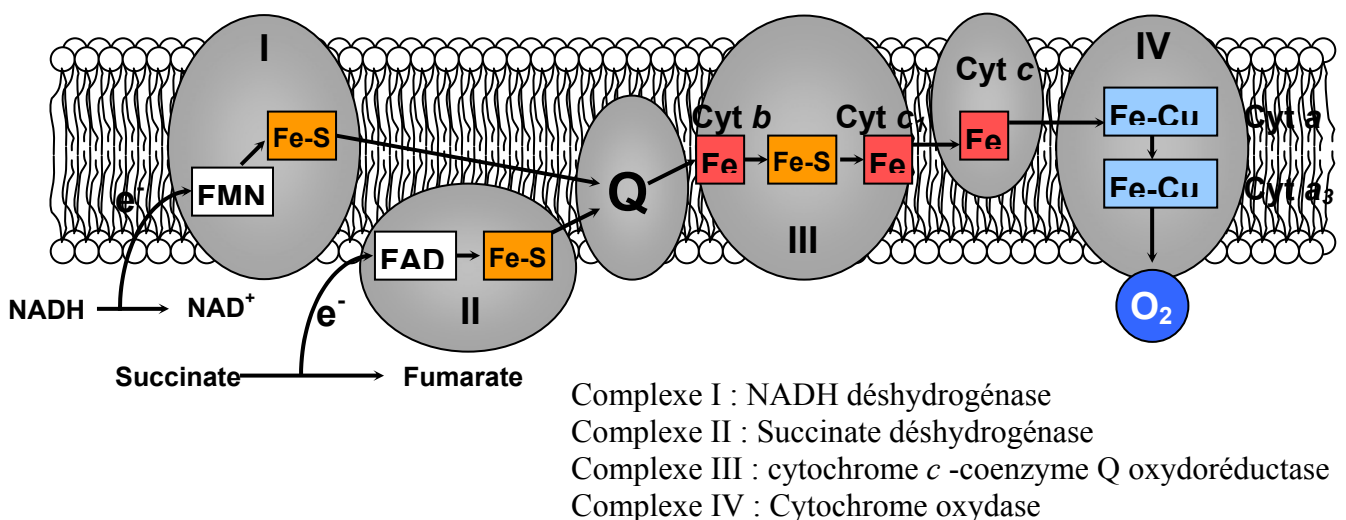 I
IV
Cyt c
Cyt b
Cyt c1
Fe-Cu
Cyt a
Fe-S
Fe
Fe-S
Fe
Fe
Q
FMN
e-
Fe-Cu
Cyt a3
III
FAD
Fe-S
II
NADH
NAD+
e-
O2
Succinate
Fumarate
Complexe I : NADH déshydrogénase
Complexe II : Succinate déshydrogénase
Complexe III : cytochrome c -coenzyme Q oxydoréductase
Complexe IV : Cytochrome oxydase